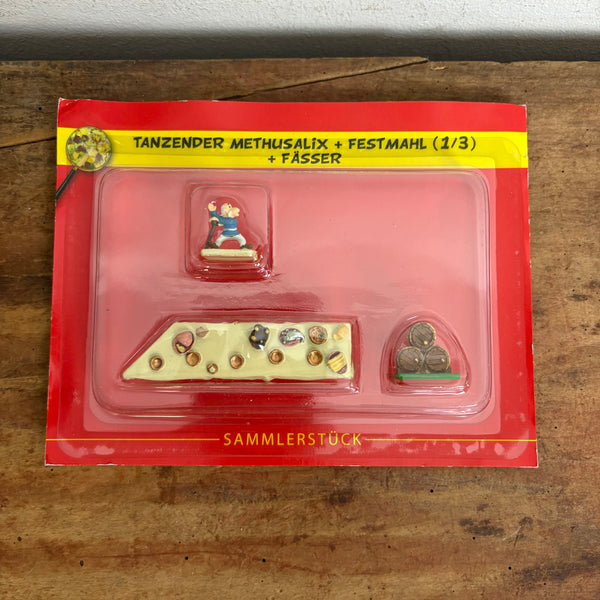 TANZENDER METHUSALIX + FESTMAHL (1/3)
+ FÄSSER
SAMMLERSTÜCK